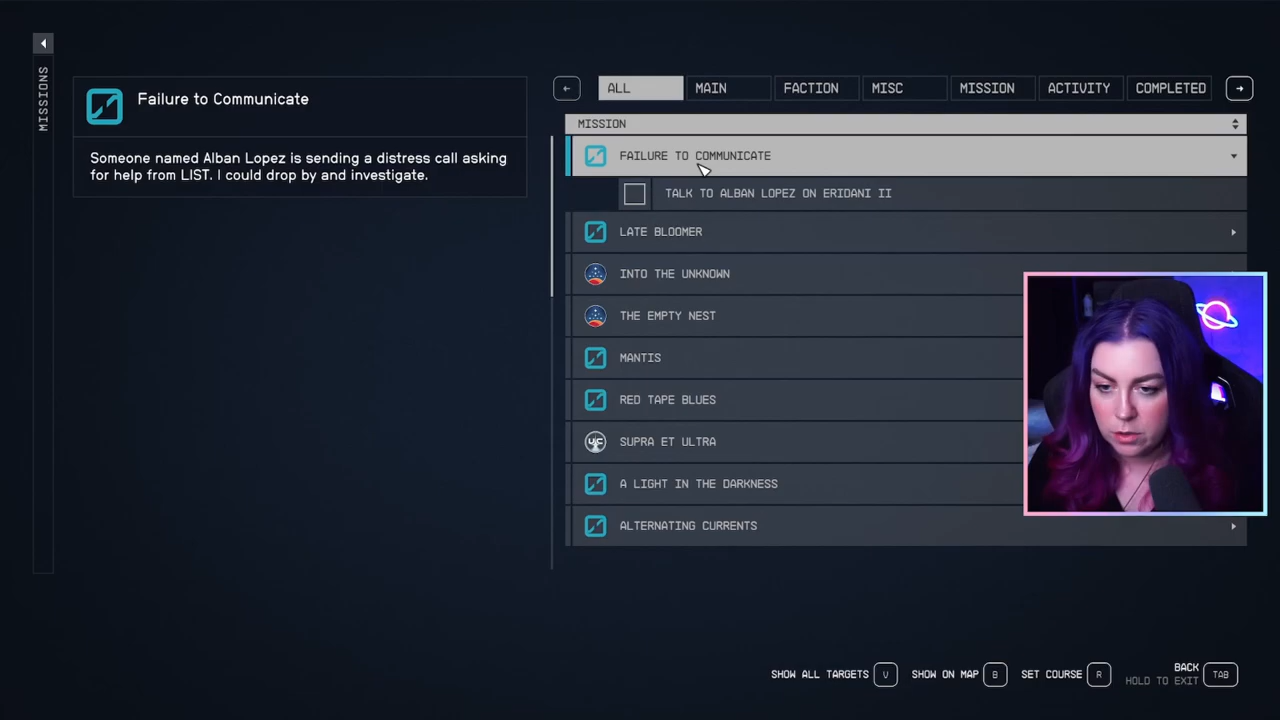 MISSIONS
Failure to Communicate
Someone named Alban Lopez is sending a distress call asking
for help from LIST. I could drop by and investigate.
ALL
MAIN
FACTION
MISC
MISSION
ACTIVITY
COMPLETED
MISSION
FAILURE TO COMMUNICATE
TALK TO ALBAN LOPEZ ON ERIDANI II
LATE BLOOMER
INTO THE UNKNOWN
THE EMPTY NEST
MANTIS
RED TAPE BLUES
UC
SUPRA ET ULTRA
A LIGHT IN THE DARKNESS
ALTERNATING CURRENTS
SHOW ALL TARGETS V
SHOW ON MAP B
SET COURSE R
BACK
HOLD TO EXIT TAB